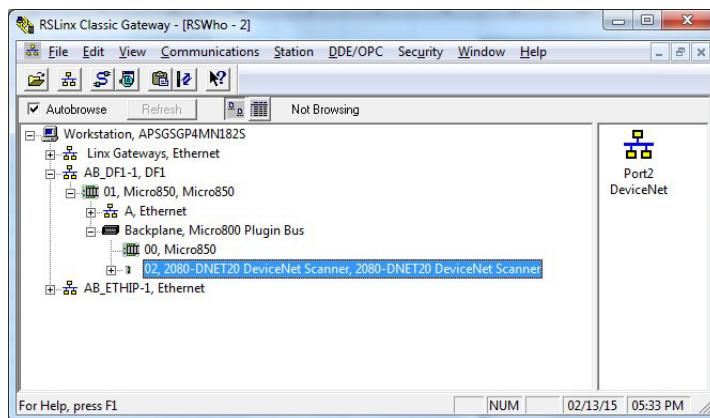 RSLinx Classic Gateway - [RSWho - 2]
File Edit View Communications Station DDE/OPC Security Window Help
Autobrowse Refresh Not Browsing
Workstation, APSGSGP4MN182S
Linx Gateways, Ethernet
AB_DF1-1, DF1
01, Micro850, Micro850
A, Ethernet
Backplane, Micro800 Plugin Bus
00, Micro850
02, 2080-DNET20 DeviceNet Scanner, 2080-DNET20 DeviceNet Scanner
AB_ETHIP-1, Ethernet
Port2
DeviceNet
For Help, press F1 NUM 02/13/15 05:33 PM